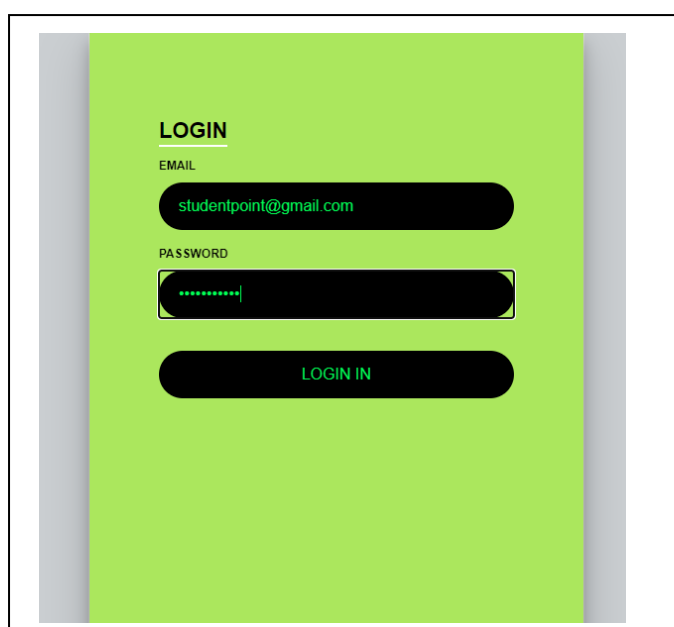 LOGIN
EMAIL
studentpoint@gmail.com
PASSWORD
•••••••••••
LOGIN IN